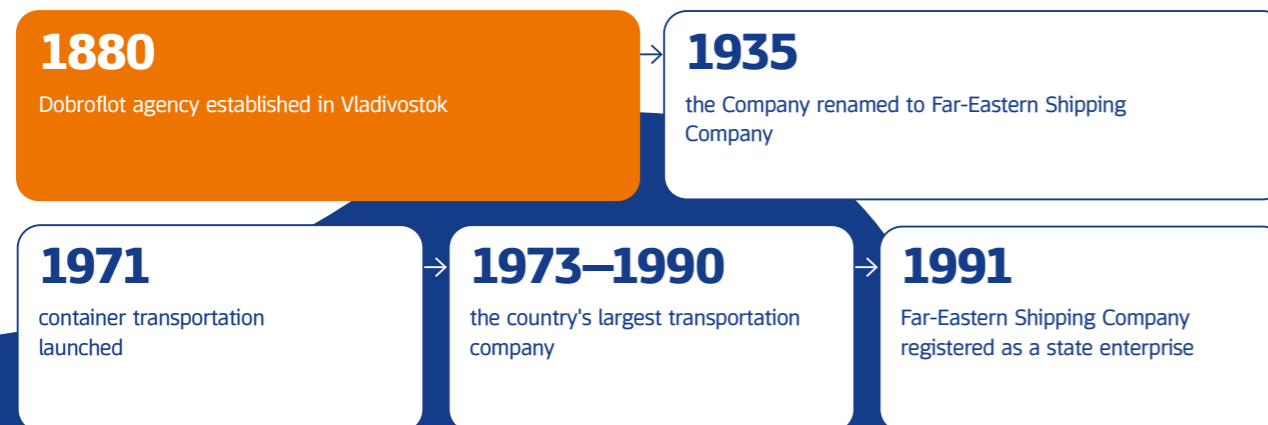 1880
Dobroflot agency established in Vladivostok
1935
the Company renamed to Far-Eastern Shipping
Company
1971
container transportation
launched
1973–1990
the country's largest transportation
company
1991
Far-Eastern Shipping Company
registered as a state enterprise